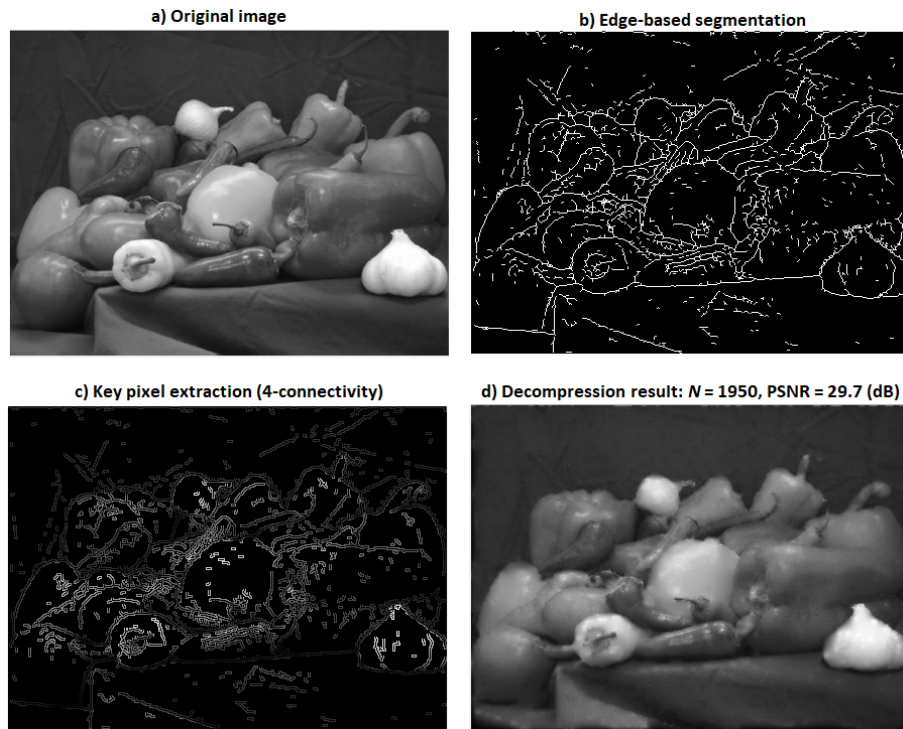 a) Original image
b) Edge-based segmentation
c) Key pixel extraction (4-connectivity)
d) Decompression result: N = 1950, PSNR = 29.7 (dB)